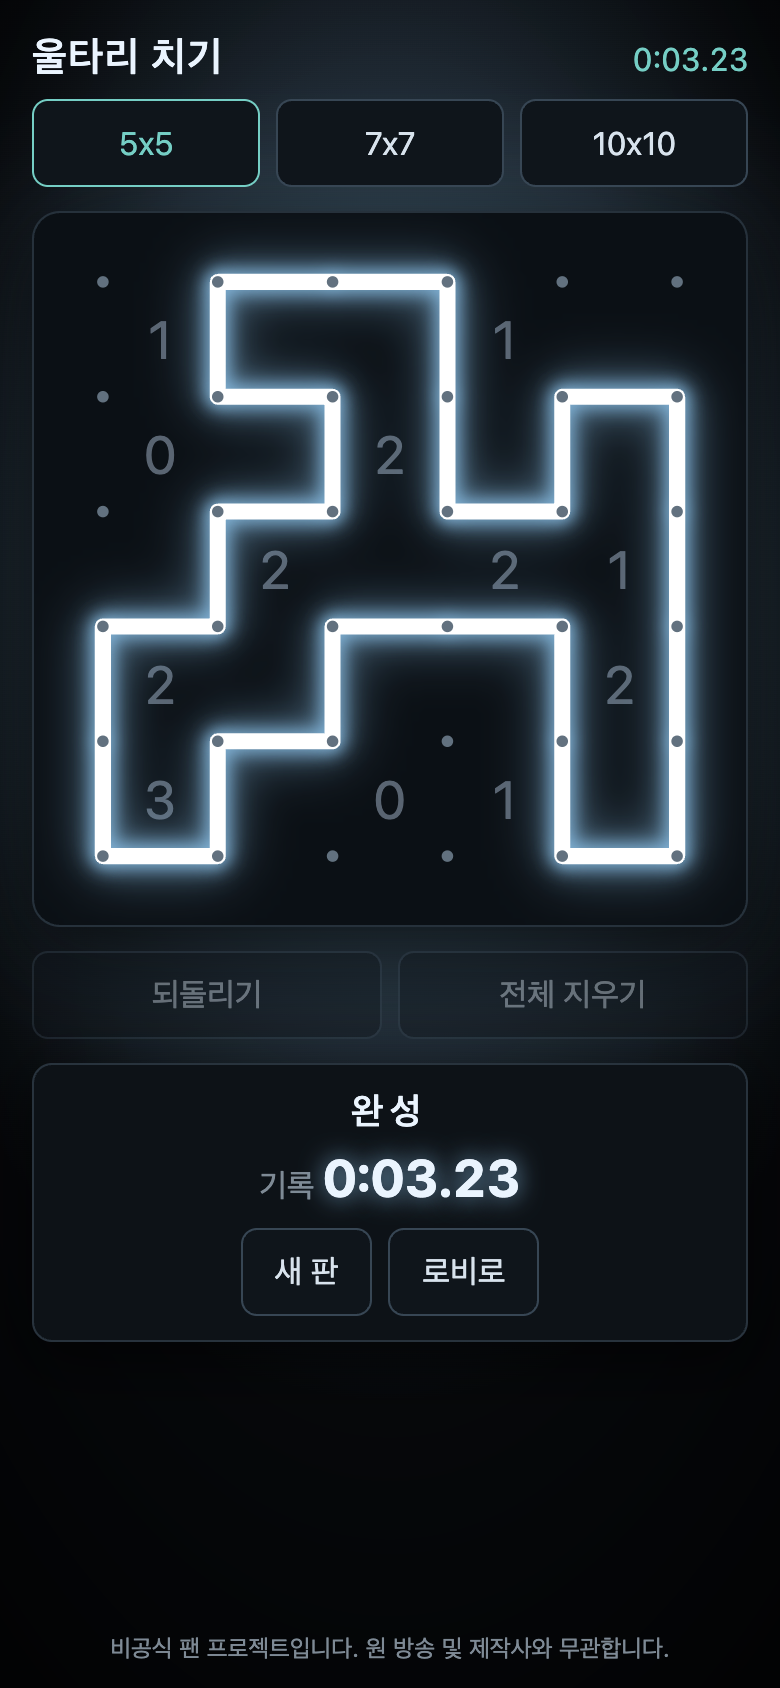 울타리 치기 0:03.23
5x5 7x7 10x10
1 1
0 2
2 2 1
2 2
3 0 1
되돌리기 전체 지우기
완성
기록 0:03.23
새 판 로비로
비공식 팬 프로젝트입니다. 원 방송 및 제작사와 무관합니다.